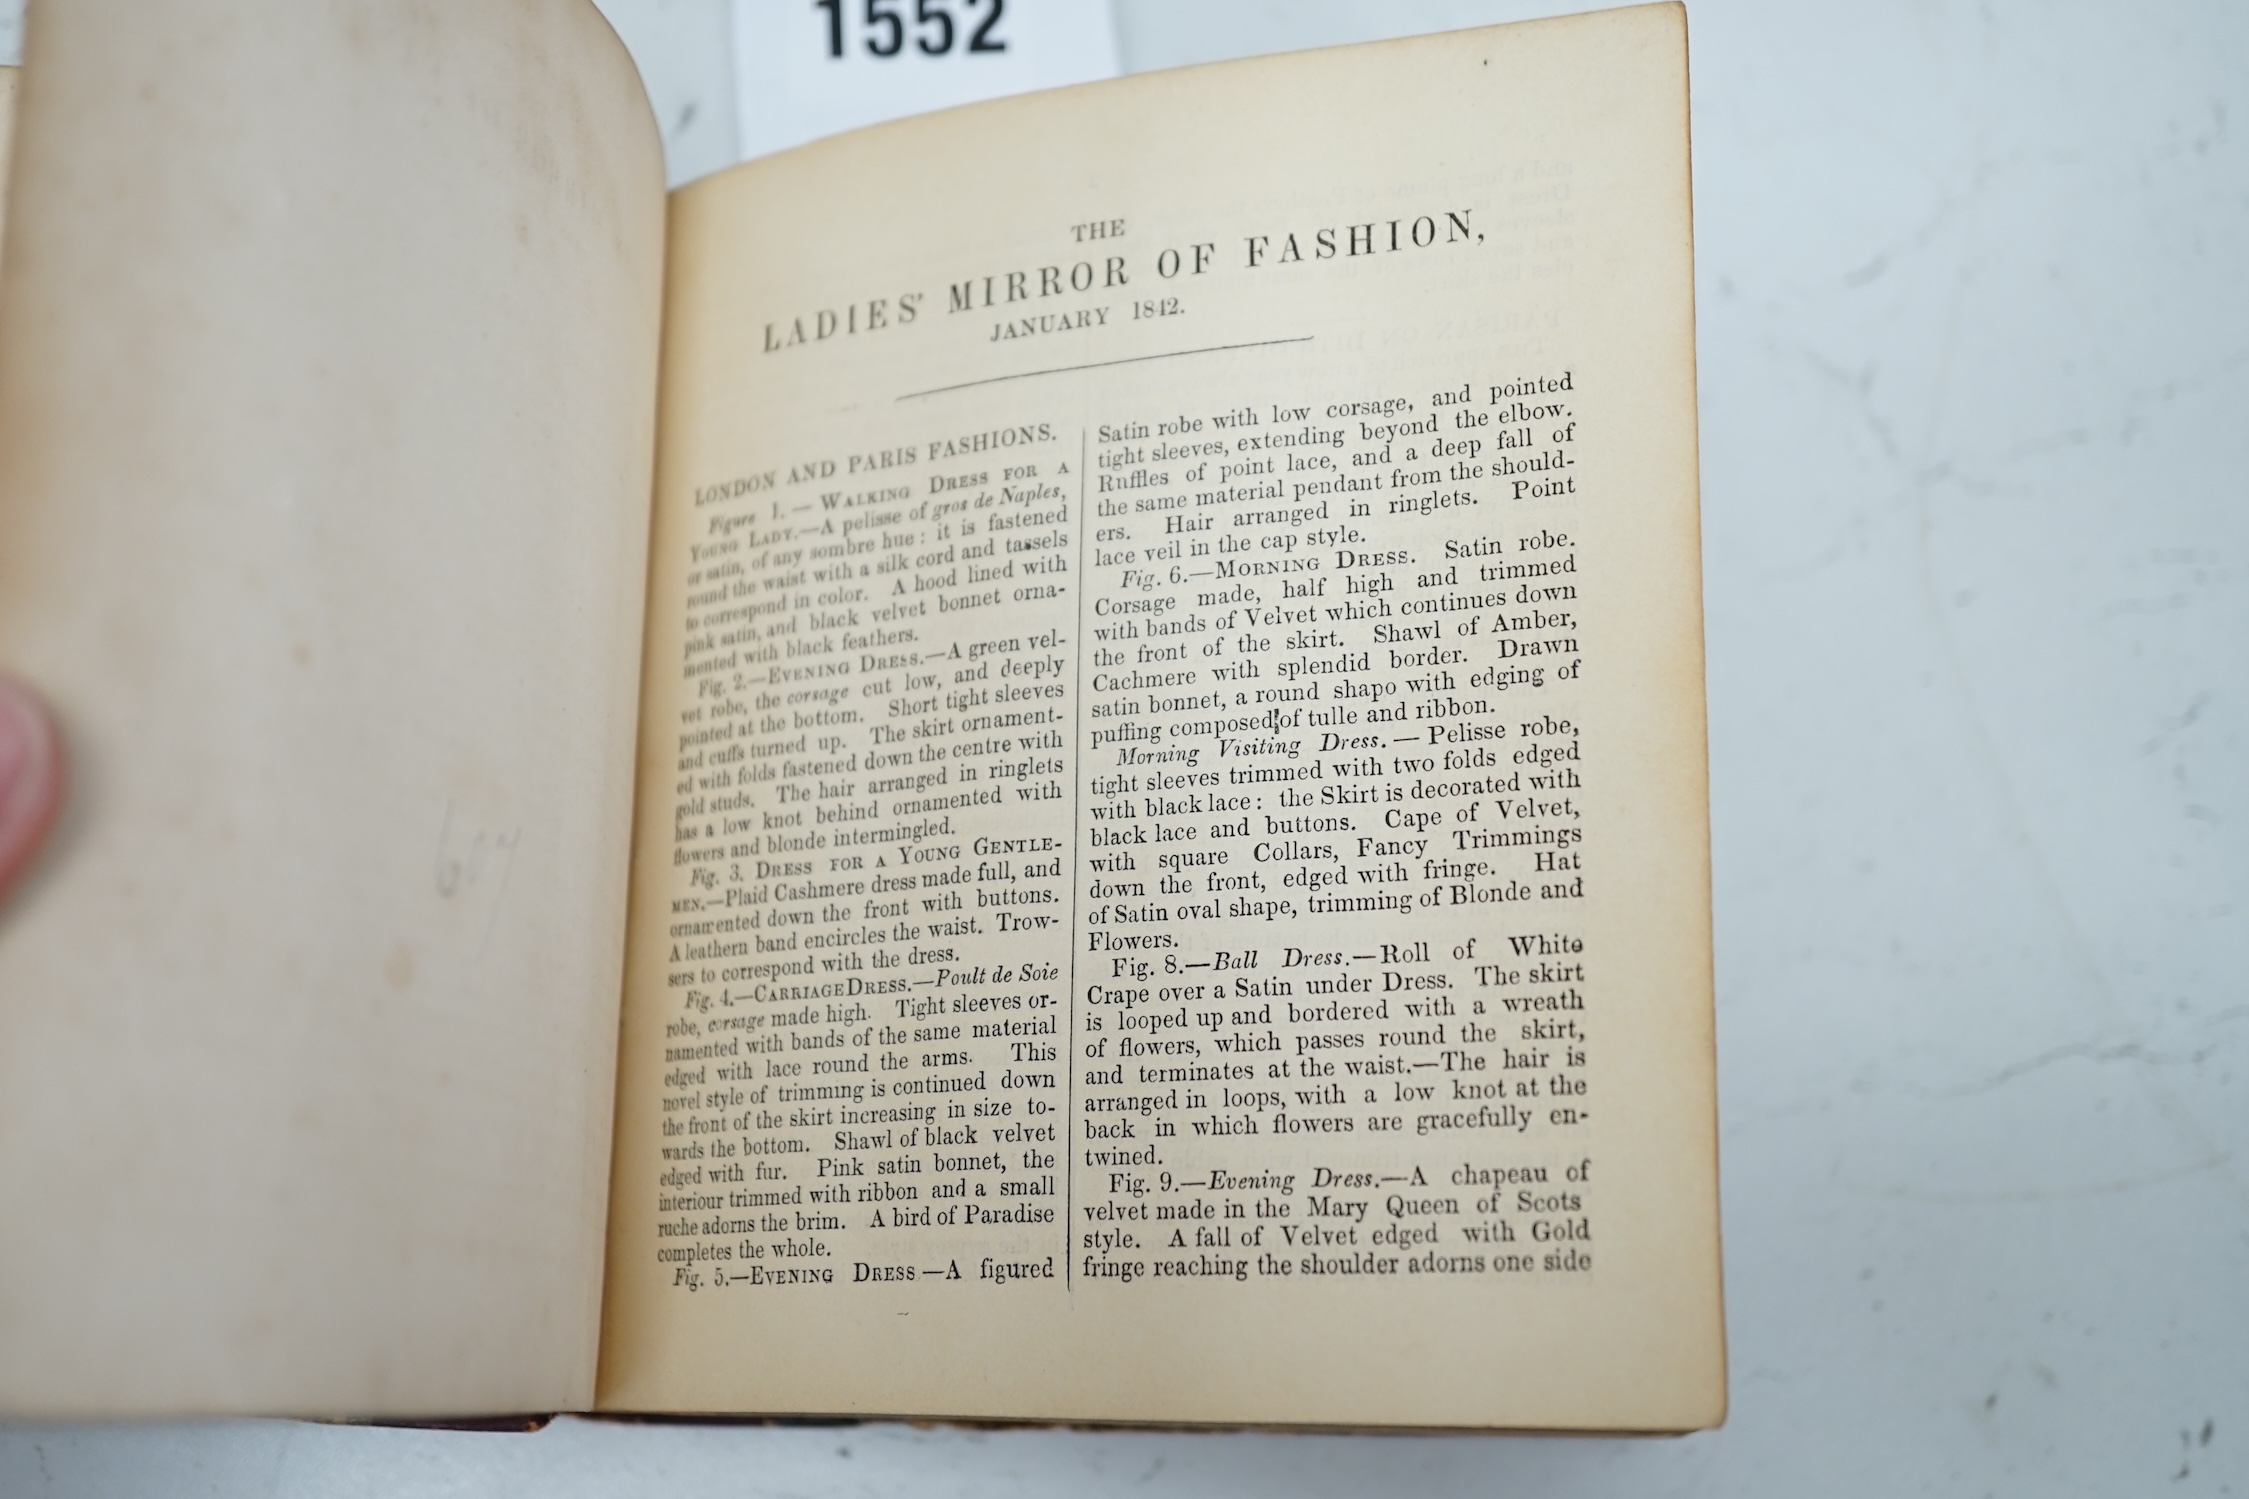 1552
THE
LADIES' MIRROR OF FASHION,
JANUARY 1842.
LONDON AND PARIS FASHIONS.
Figure 1.—WALKING DRESS FOR A
YOUNG LADY.—A pelisse of gros de Naples,
or satin, of any sombre hue: it is fastened
round the waist with a silk cord and tassels
to correspond in color. A hood lined with
pink satin, and black velvet bonnet orna-
mented with black feathers.
Fig. 2.—EVENING DRESS.—A green vel-
vet robe, the corsage cut low, and deeply
pointed at the bottom. Short tight sleeves
and cuffs turned up. The skirt ornament-
ed with folds fastened down the centre with
gold studs. The hair arranged in ringlets
has a low knot behind ornamented with
flowers and blonde intermingled.
Fig. 3. DRESS FOR A YOUNG GENTLE-
MEN.—Plaid Cashmere dress made full, and
ornamented down the front with buttons.
A leathern band encircles the waist. Trow-
sers to correspond with the dress.
Fig. 4.—CARRIAGE DRESS.—Poult de Soie
robe, corsage made high. Tight sleeves or-
namented with bands of the same material
edged with lace round the arms. This
novel style of trimming is continued down
the front of the skirt increasing in size to-
wards the bottom. Shawl of black velvet
edged with fur. Pink satin bonnet, the
interiour trimmed with ribbon and a small
ruche adorns the brim. A bird of Paradise
completes the whole.
Fig. 5.—EVENING DRESS—A figured
Satin robe with low corsage, and pointed
tight sleeves, extending beyond the elbow.
Ruffles of point lace, and a deep fall of
the same material pendant from the should-
ers. Hair arranged in ringlets. Point
lace veil in the cap style.
Fig. 6.—MORNING DRESS. Satin robe.
Corsage made, half high and trimmed
with bands of Velvet which continues down
the front of the skirt. Shawl of Amber,
Cachmere with splendid border. Drawn
satin bonnet, a round shapo with edging of
puffing composed of tulle and ribbon.
Morning Visiting Dress.—Pelisse robe,
tight sleeves trimmed with two folds edged
with black lace: the Skirt is decorated with
black lace and buttons. Cape of Velvet,
with square Collars, Fancy Trimmings
down the front, edged with fringe. Hat
of Satin oval shape, trimming of Blonde and
Flowers.
Fig. 8.—Ball Dress.—Roll of White
Crape over a Satin under Dress. The skirt
is looped up and bordered with a wreath
of flowers, which passes round the skirt,
and terminates at the waist.—The hair is
arranged in loops, with a low knot at the
back in which flowers are gracefully en-
twined.
Fig. 9.—Evening Dress.—A chapeau of
velvet made in the Mary Queen of Scots
style. A fall of Velvet edged with Gold
fringe reaching the shoulder adorns one side